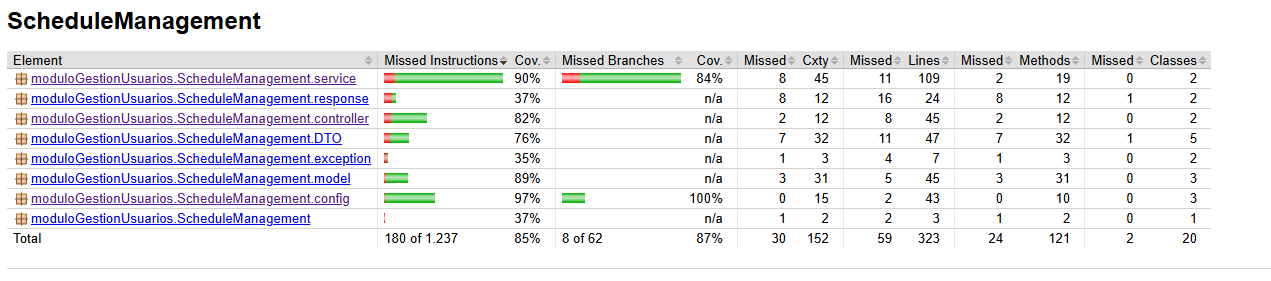 ScheduleManagement
Element Missed Instructions Cov. Missed Branches Cov. Missed Cxty Missed Lines Missed Methods Missed Classes
moduloGestionUsuarios.ScheduleManagement.service 90% 84% 8 45 11 109 2 19 0 2
moduloGestionUsuarios.ScheduleManagement.response 37% n/a 8 12 16 24 8 12 1 2
moduloGestionUsuarios.ScheduleManagement.controller 82% n/a 2 12 8 45 2 12 0 2
moduloGestionUsuarios.ScheduleManagement.DTO 76% n/a 7 32 11 47 7 32 1 5
moduloGestionUsuarios.ScheduleManagement.exception 35% n/a 1 3 4 7 1 3 0 2
moduloGestionUsuarios.ScheduleManagement.model 89% n/a 3 31 5 45 3 31 0 3
moduloGestionUsuarios.ScheduleManagement.config 97% 100% 0 15 2 43 0 10 0 3
moduloGestionUsuarios.ScheduleManagement 37% n/a 1 2 2 3 1 2 0 1
Total 180 of 1.237 85% 8 of 62 87% 30 152 59 323 24 121 2 20